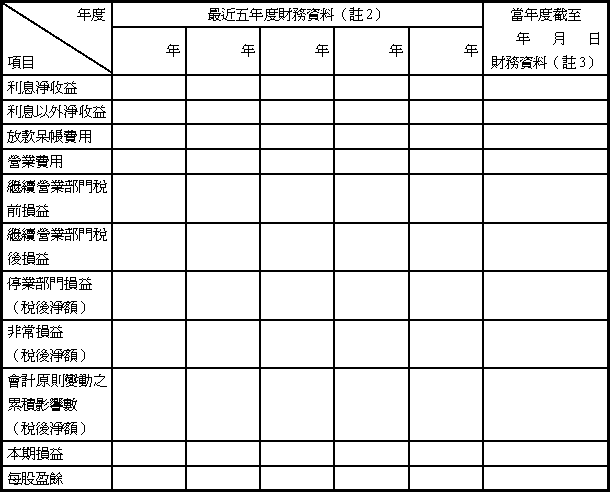 年度
項目
最近五年度財務資料（註2）
年 年 年 年 年
當年度截至
年 月 日
財務資料（註3）
利息淨收益
利息以外淨收益
放款呆帳費用
營業費用
繼續營業部門稅
前損益
繼續營業部門稅
後損益
停業部門損益
（稅後淨額）
非常損益
（稅後淨額）
會計原則變動之
累積影響數
（稅後淨額）
本期損益
每股盈餘